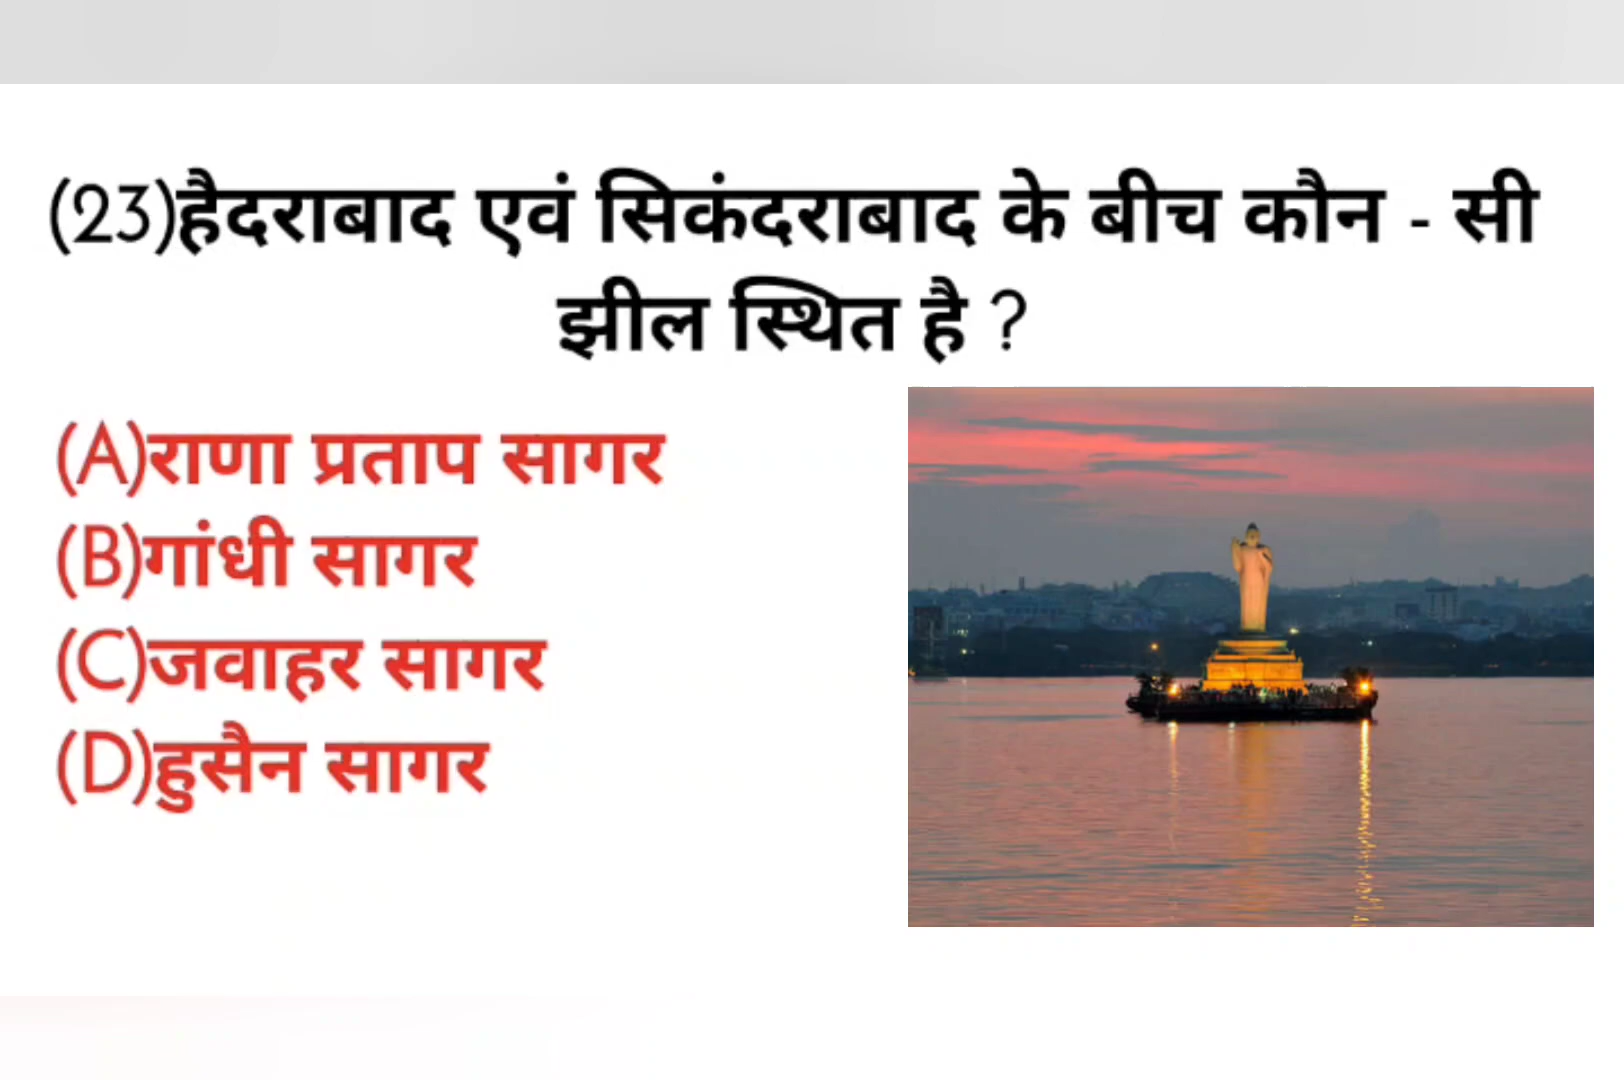 (23)हैदराबाद एवं सिकंदराबाद के बीच कौन - सी
झील स्थित है ?
(A)राणा प्रताप सागर
(B)गांधी सागर
(C)जवाहर सागर
(D)हुसैन सागर